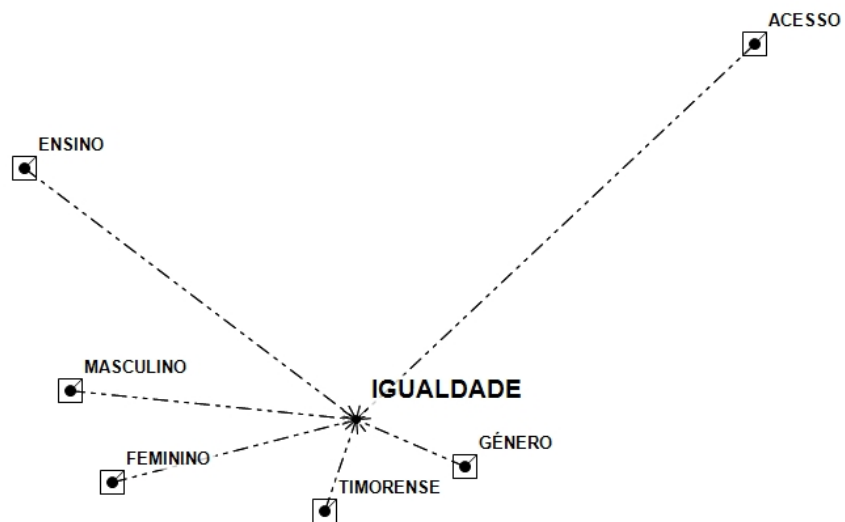 ACESSO
ENSINO
MASCULINO
IGUALDADE
GÉNERO
FEMININO
TIMORENSE